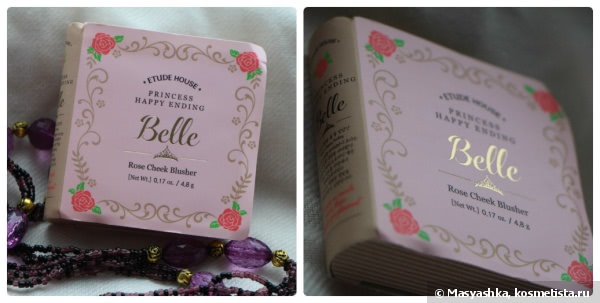 ETUDE HOUSE
PRINCESS
HAPPY ENDING
Belle
Rose Cheek Blusher
[Net Wt.] 0,17 oz. / 4,8 g
ETUDE HOUSE
PRINCESS
HAPPY ENDING
Belle
Rose Cheek Blusher
[Net Wt.] 0,17 oz. / 4,8 g
Belle
© Masyashka, kosmetista.ru